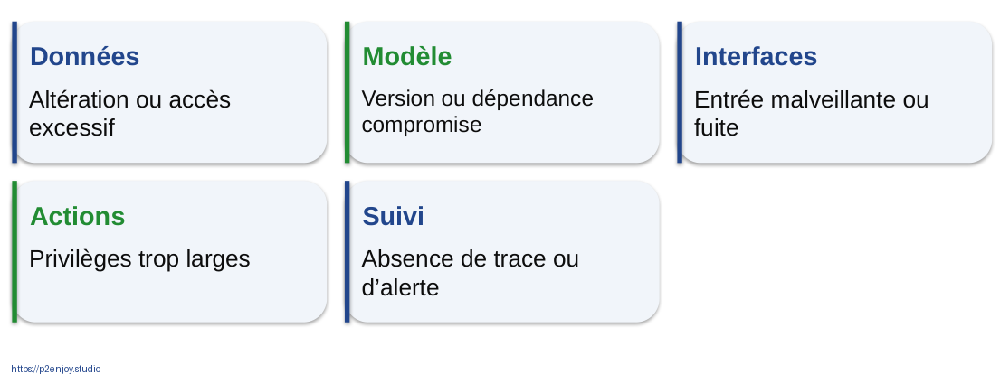 Données
Altération ou accès
excessif
Modèle
Version ou dépendance
compromise
Interfaces
Entrée malveillante ou
fuite
Actions
Privilèges trop larges
Suivi
Absence de trace ou
d’alerte
https://p2enjoy.studio